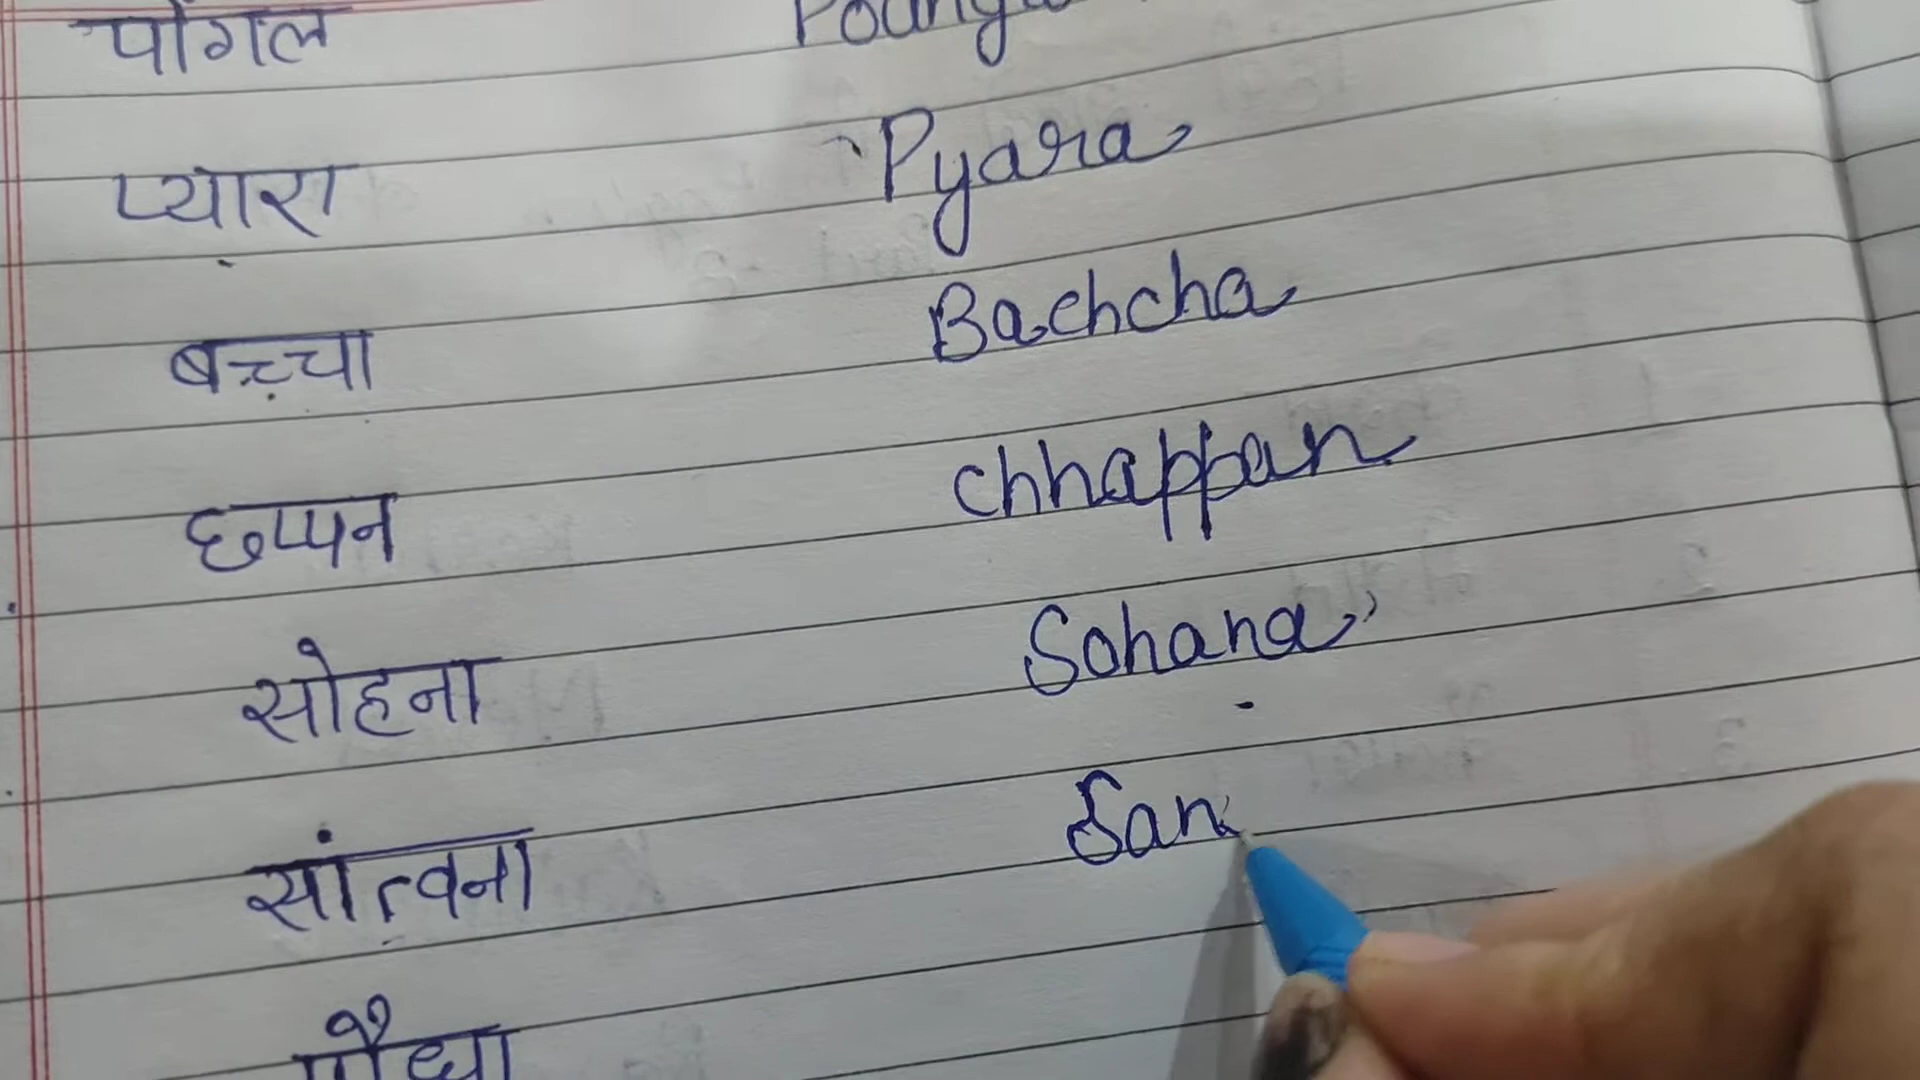 पोंगल
प्यारा Pyara
बच्चा Bachcha
छप्पन Chhappan
सोहना Sohana
सांत्वना San
पौधा